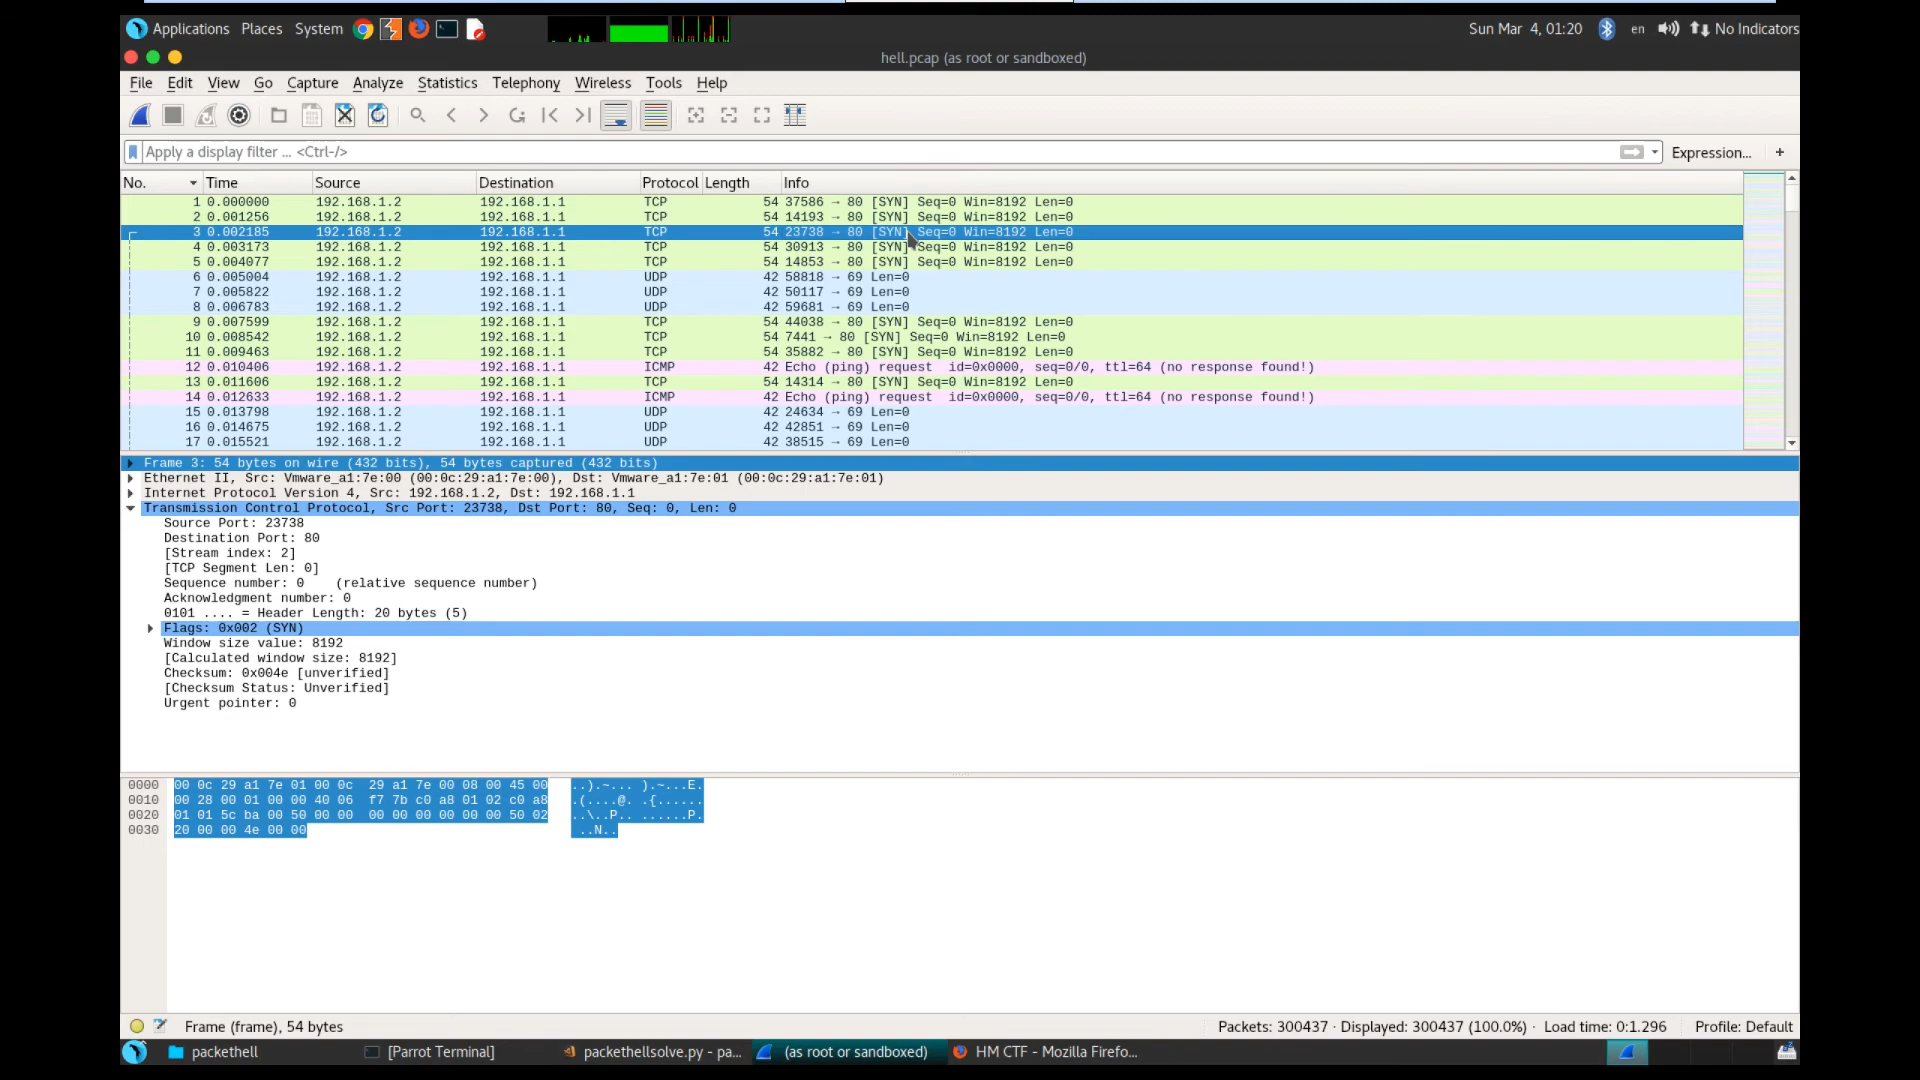 Applications Places System Sun Mar 4, 01:20 en No Indicators
hell.pcap (as root or sandboxed)
File Edit View Go Capture Analyze Statistics Telephony Wireless Tools Help
Apply a display filter ... <Ctrl-/> Expression... +
No. Time Source Destination Protocol Length Info
1 0.000000 192.168.1.2 192.168.1.1 TCP 54 37586 → 80 [SYN] Seq=0 Win=8192 Len=0
2 0.001256 192.168.1.2 192.168.1.1 TCP 54 14193 → 80 [SYN] Seq=0 Win=8192 Len=0
3 0.002185 192.168.1.2 192.168.1.1 TCP 54 23738 → 80 [SYN] Seq=0 Win=8192 Len=0
4 0.003173 192.168.1.2 192.168.1.1 TCP 54 30913 → 80 [SYN] Seq=0 Win=8192 Len=0
5 0.004077 192.168.1.2 192.168.1.1 TCP 54 14853 → 80 [SYN] Seq=0 Win=8192 Len=0
6 0.005004 192.168.1.2 192.168.1.1 UDP 42 58818 → 69 Len=0
7 0.005822 192.168.1.2 192.168.1.1 UDP 42 50117 → 69 Len=0
8 0.006783 192.168.1.2 192.168.1.1 UDP 42 59681 → 69 Len=0
9 0.007599 192.168.1.2 192.168.1.1 TCP 54 44038 → 80 [SYN] Seq=0 Win=8192 Len=0
10 0.008542 192.168.1.2 192.168.1.1 TCP 54 7441 → 80 [SYN] Seq=0 Win=8192 Len=0
11 0.009463 192.168.1.2 192.168.1.1 TCP 54 35882 → 80 [SYN] Seq=0 Win=8192 Len=0
12 0.010406 192.168.1.2 192.168.1.1 ICMP 42 Echo (ping) request id=0x0000, seq=0/0, ttl=64 (no response found!)
13 0.011606 192.168.1.2 192.168.1.1 TCP 54 14314 → 80 [SYN] Seq=0 Win=8192 Len=0
14 0.012633 192.168.1.2 192.168.1.1 ICMP 42 Echo (ping) request id=0x0000, seq=0/0, ttl=64 (no response found!)
15 0.013798 192.168.1.2 192.168.1.1 UDP 42 24634 → 69 Len=0
16 0.014675 192.168.1.2 192.168.1.1 UDP 42 42851 → 69 Len=0
17 0.015521 192.168.1.2 192.168.1.1 UDP 42 38515 → 69 Len=0
Frame 3: 54 bytes on wire (432 bits), 54 bytes captured (432 bits)
Ethernet II, Src: Vmware_a1:7e:00 (00:0c:29:a1:7e:00), Dst: Vmware_a1:7e:01 (00:0c:29:a1:7e:01)
Internet Protocol Version 4, Src: 192.168.1.2, Dst: 192.168.1.1
Transmission Control Protocol, Src Port: 23738, Dst Port: 80, Seq: 0, Len: 0
Source Port: 23738
Destination Port: 80
[Stream index: 2]
[TCP Segment Len: 0]
Sequence number: 0 (relative sequence number)
Acknowledgment number: 0
0101 .... = Header Length: 20 bytes (5)
Flags: 0x002 (SYN)
Window size value: 8192
[Calculated window size: 8192]
Checksum: 0x004e [unverified]
[Checksum Status: Unverified]
Urgent pointer: 0
0000 00 0c 29 a1 7e 01 00 0c 29 a1 7e 00 08 00 45 00 ..).~... ).~...E.
0010 00 28 00 01 00 00 40 06 f7 7b c0 a8 01 02 c0 a8 .(....@. .{......
0020 01 01 5c ba 00 50 00 00 00 00 00 00 00 00 50 02 ..\..P.. ......P.
0030 20 00 00 4e 00 00 ..N..
Frame (frame), 54 bytes Packets: 300437 · Displayed: 300437 (100.0%) · Load time: 0:1.296 Profile: Default
packethell [Parrot Terminal] packethellsolve.py - pa... (as root or sandboxed) HM CTF - Mozilla Firefo...